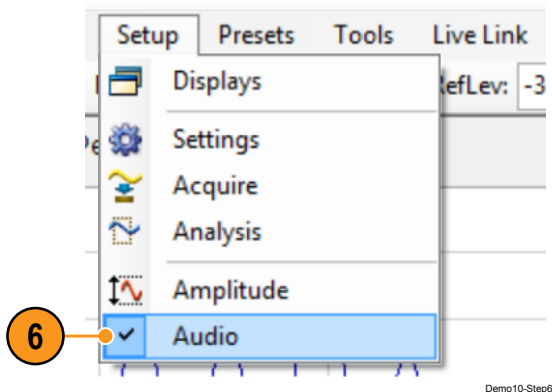 Setup Presets Tools Live Link
RefLev: -3
Displays
Settings
Acquire
Analysis
Amplitude
Audio
6
Demo10-Step6